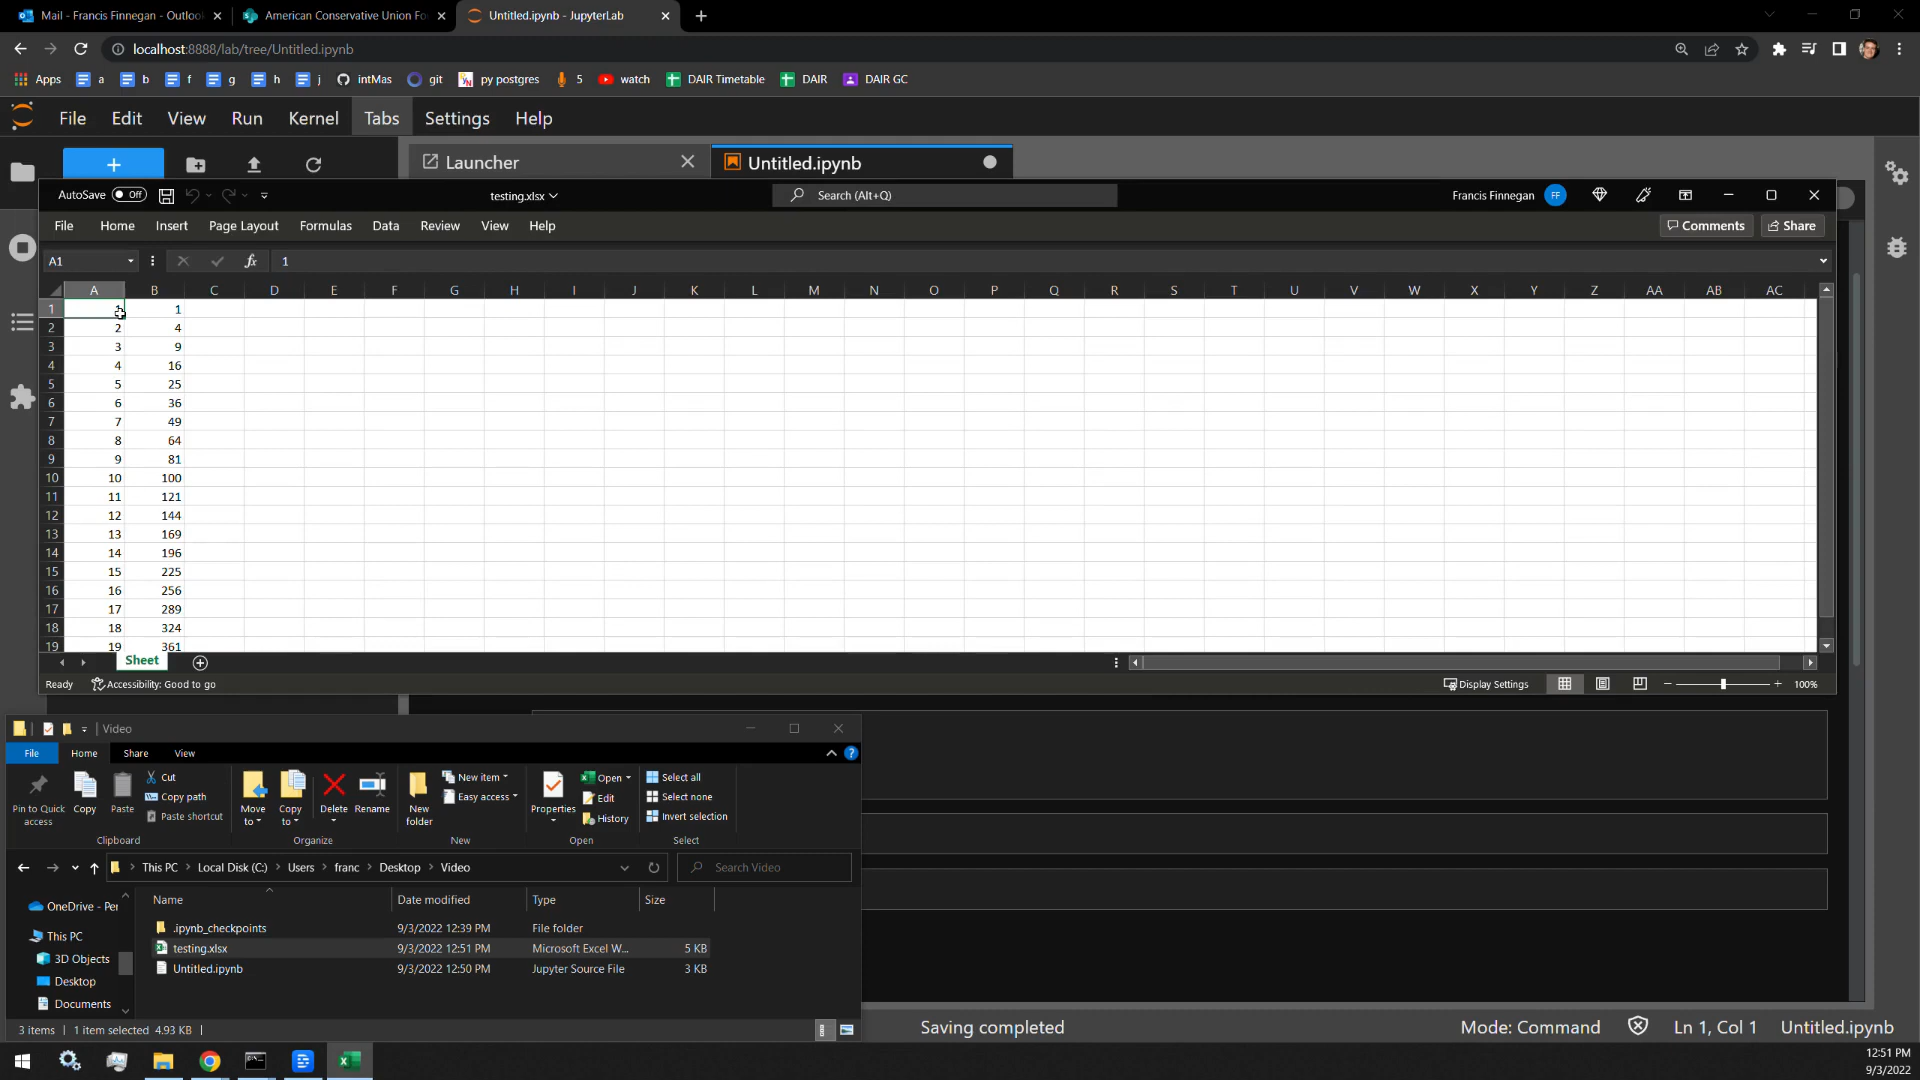 Mail - Francis Finnegan - Outlook
American Conservative Union Fo
Untitled.ipynb - JupyterLab
localhost:8888/lab/tree/Untitled.ipynb
Apps a b f g h j intMas git py postgres 5 watch DAIR Timetable DAIR DAIR GC
File Edit View Run Kernel Tabs Settings Help
Launcher
Untitled.ipynb
AutoSave Off
testing.xlsx
Search (Alt+Q)
Francis Finnegan FF
File Home Insert Page Layout Formulas Data Review View Help
Comments Share
A1 fx 1
A B C D E F G H I J K L M N O P Q R S T U V W X Y Z AA AB AC
1 1 1
2 2 4
3 3 9
4 4 16
5 5 25
6 6 36
7 7 49
8 8 64
9 9 81
10 10 100
11 11 121
12 12 144
13 13 169
14 14 196
15 15 225
16 16 256
17 17 289
18 18 324
19 19 361
Sheet
Ready Accessibility: Good to go
Display Settings 100%
Video
File Home Share View
Pin to Quick access
Copy
Paste
Cut
Copy path
Paste shortcut
Clipboard
Move to
Copy to
Delete
Rename
Organize
New folder
New item
Easy access
New
Properties
Open
Edit
History
Open
Select all
Select none
Invert selection
Select
This PC Local Disk (C:) Users franc Desktop Video
Search Video
Name Date modified Type Size
.ipynb_checkpoints 9/3/2022 12:39 PM File folder
testing.xlsx 9/3/2022 12:51 PM Microsoft Excel W... 5 KB
Untitled.ipynb 9/3/2022 12:50 PM Jupyter Source File 3 KB
OneDrive - Per
This PC
3D Objects
Desktop
Documents
3 items 1 item selected 4.93 KB
Saving completed
Mode: Command
Ln 1, Col 1
Untitled.ipynb
12:51 PM
9/3/2022